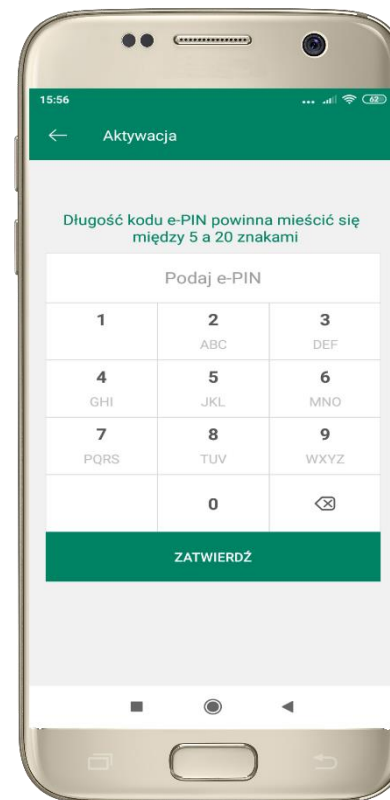 15:56
62
Aktywacja
Długość kodu e-PIN powinna mieścić się
między 5 a 20 znakami
Podaj e-PIN
1 2 3
ABC DEF
4 5 6
GHI JKL MNO
7 8 9
PQRS TUV WXYZ
0
ZATWIERDŹ